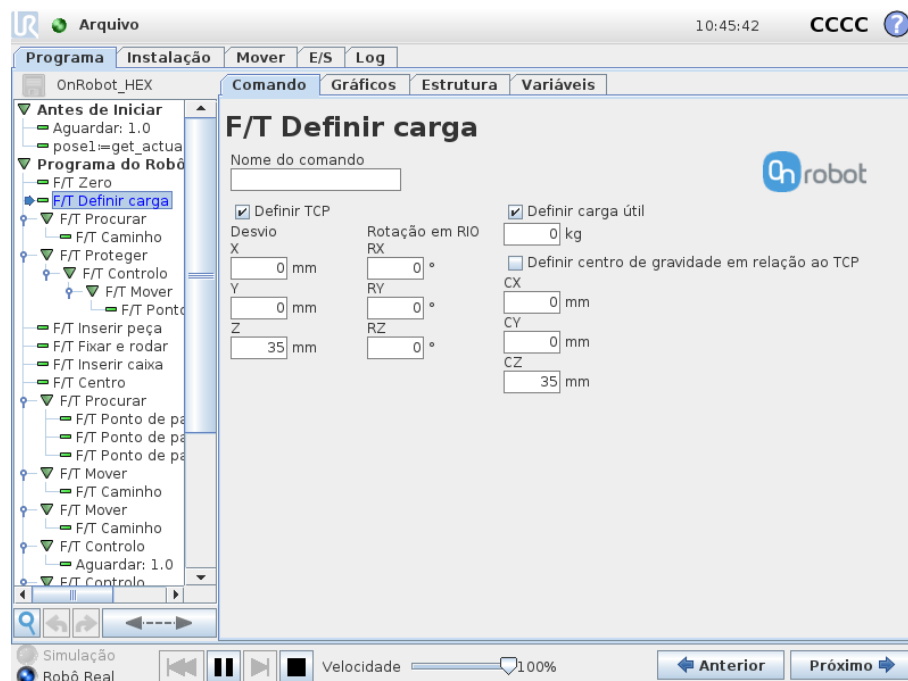 Arquivo
10:45:42 CCCC ?
Programa Instalação Mover E/S Log
OnRobot_HEX
Comando Gráficos Estrutura Variáveis
Antes de Iniciar
Aguardar: 1.0
pose1:=get_actua
Programa do Robô
F/T Zero
F/T Definir carga
F/T Procurar
F/T Caminho
F/T Proteger
F/T Controlo
F/T Mover
F/T Ponto
F/T Inserir peça
F/T Fixar e rodar
F/T Inserir caixa
F/T Centro
F/T Procurar
F/T Ponto de pa
F/T Ponto de pa
F/T Ponto de pa
F/T Mover
F/T Caminho
F/T Mover
F/T Caminho
F/T Controlo
Aguardar: 1.0
F/T Controlo
F/T Definir carga
Nome do comando
On robot
Definir TCP
Desvio Rotação em RIO
X RX
0 mm 0 °
Y RY
0 mm 0 °
Z RZ
35 mm 0 °
Definir carga útil
0 kg
Definir centro de gravidade em relação ao TCP
CX
0 mm
CY
0 mm
CZ
35 mm
Simulação
Robô Real
Velocidade 100%
Anterior Próximo